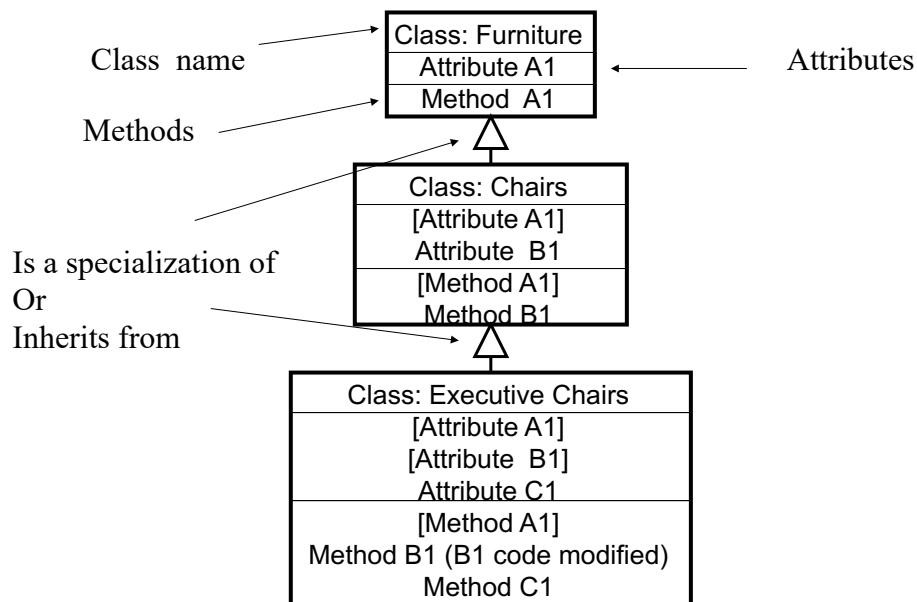 Class: Furniture
Class name
Attribute A1
Attributes
Method A1
Methods
Class: Chairs
[Attribute A1]
Attribute B1
Is a specialization of
[Method A1]
Or
Method B1
Inherits from
Class: Executive Chairs
[Attribute A1]
[Attribute B1]
Attribute C1
[Method A1]
Method B1 (B1 code modified)
Method C1